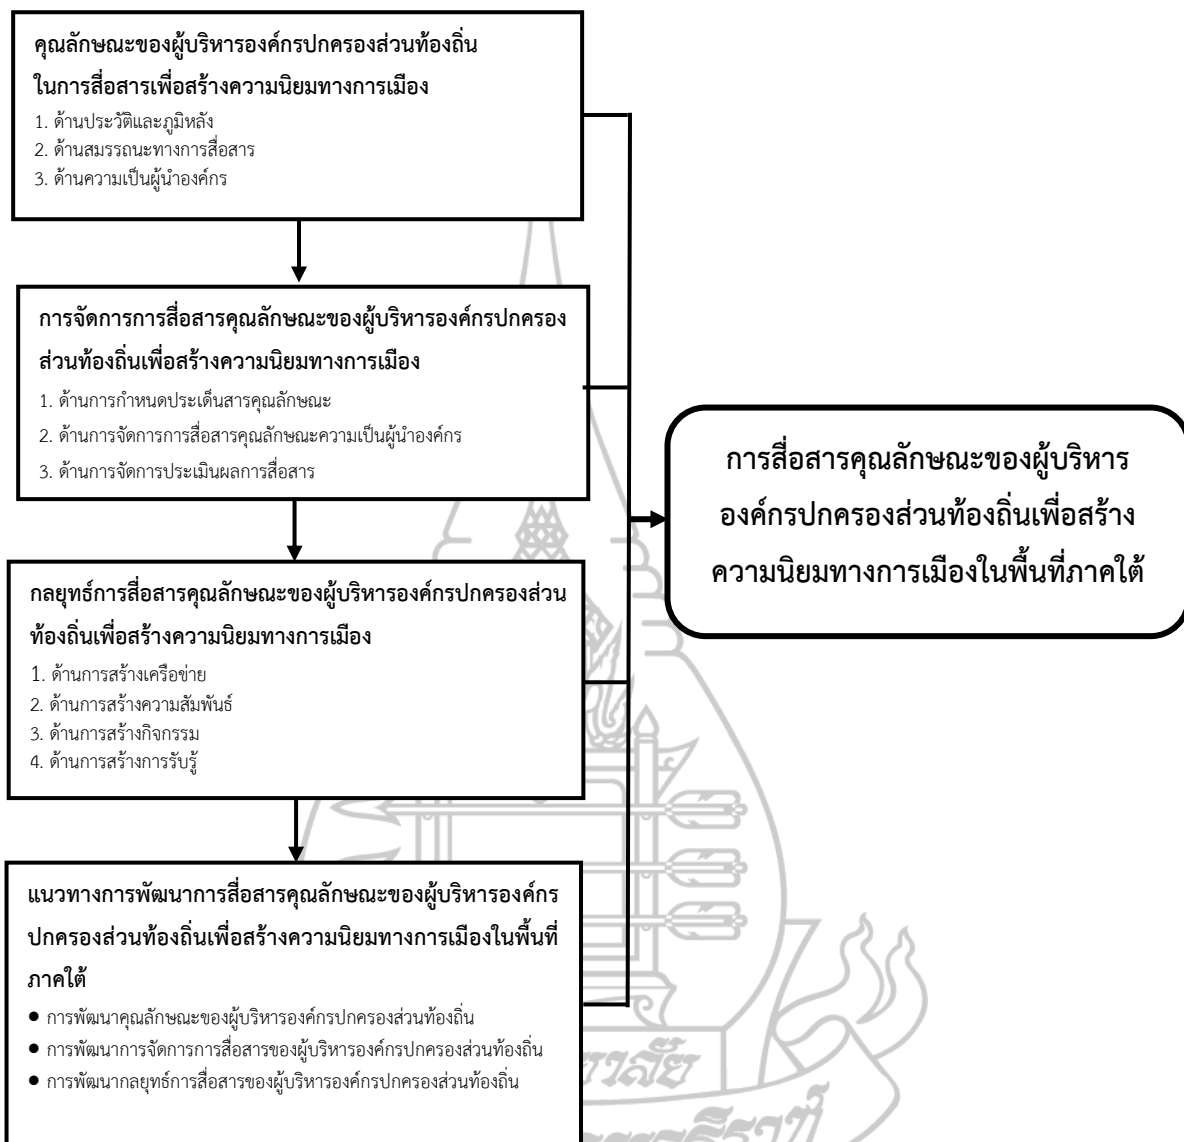 คุณลักษณะของผู้บริหารองค์กรปกครองส่วนท้องถิ่น
ในการสื่อสารเพื่อสร้างความนิยมทางการเมือง
1. ด้านประวัติและภูมิหลัง
2. ด้านสมรรถนะทางการสื่อสาร
3. ด้านความเป็นผู้นำองค์กร
การจัดการการสื่อสารคุณลักษณะของผู้บริหารองค์กรปกครอง
ส่วนท้องถิ่นเพื่อสร้างความนิยมทางการเมือง
1. ด้านการกำหนดประเด็นสารคุณลักษณะ
2. ด้านการจัดการการสื่อสารคุณลักษณะความเป็นผู้นำองค์กร
3. ด้านการจัดการประเมินผลการสื่อสาร
กลยุทธ์การสื่อสารคุณลักษณะของผู้บริหารองค์กรปกครองส่วน
ท้องถิ่นเพื่อสร้างความนิยมทางการเมือง
1. ด้านการสร้างเครือข่าย
2. ด้านการสร้างความสัมพันธ์
3. ด้านการสร้างกิจกรรม
4. ด้านการสร้างการรับรู้
แนวทางการพัฒนาการสื่อสารคุณลักษณะของผู้บริหารองค์กร
ปกครองส่วนท้องถิ่นเพื่อสร้างความนิยมทางการเมืองในพื้นที่
ภาคใต้
● การพัฒนาคุณลักษณะของผู้บริหารองค์กรปกครองส่วนท้องถิ่น
● การพัฒนาการจัดการการสื่อสารของผู้บริหารองค์กรปกครองส่วนท้องถิ่น
● การพัฒนากลยุทธ์การสื่อสารของผู้บริหารองค์กรปกครองส่วนท้องถิ่น
การสื่อสารคุณลักษณะของผู้บริหาร
องค์กรปกครองส่วนท้องถิ่นเพื่อสร้าง
ความนิยมทางการเมืองในพื้นที่ภาคใต้